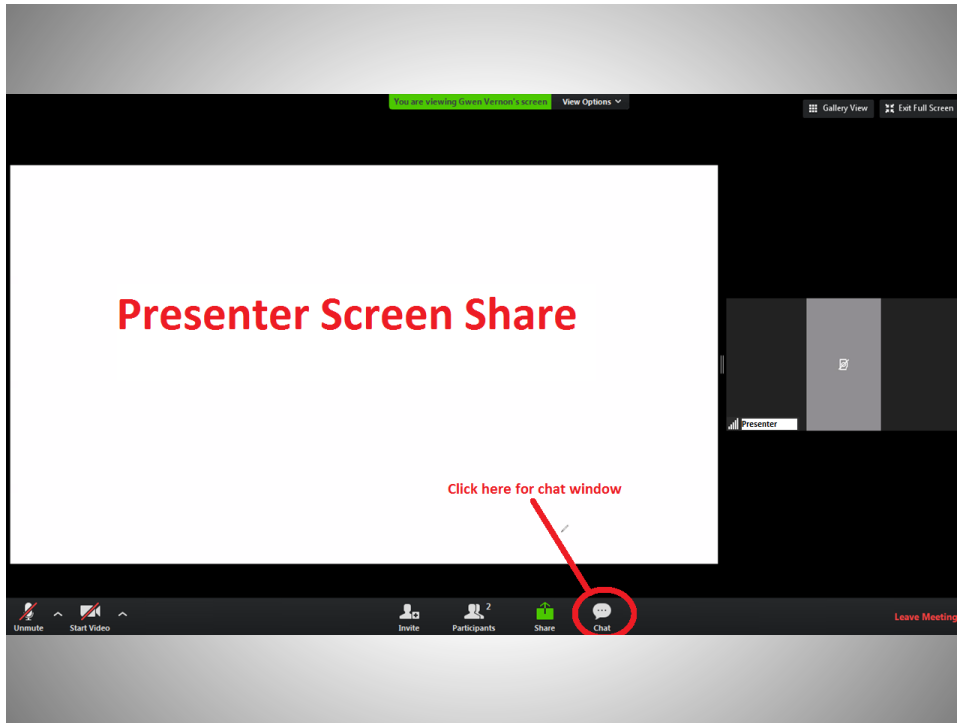 You are viewing Gwen Vernon's screen View Options
Gallery View Exit Full Screen
Presenter Screen Share
Presenter
Click here for chat window
2
Unmute Start Video Invite Participants Share Chat
Leave Meeting